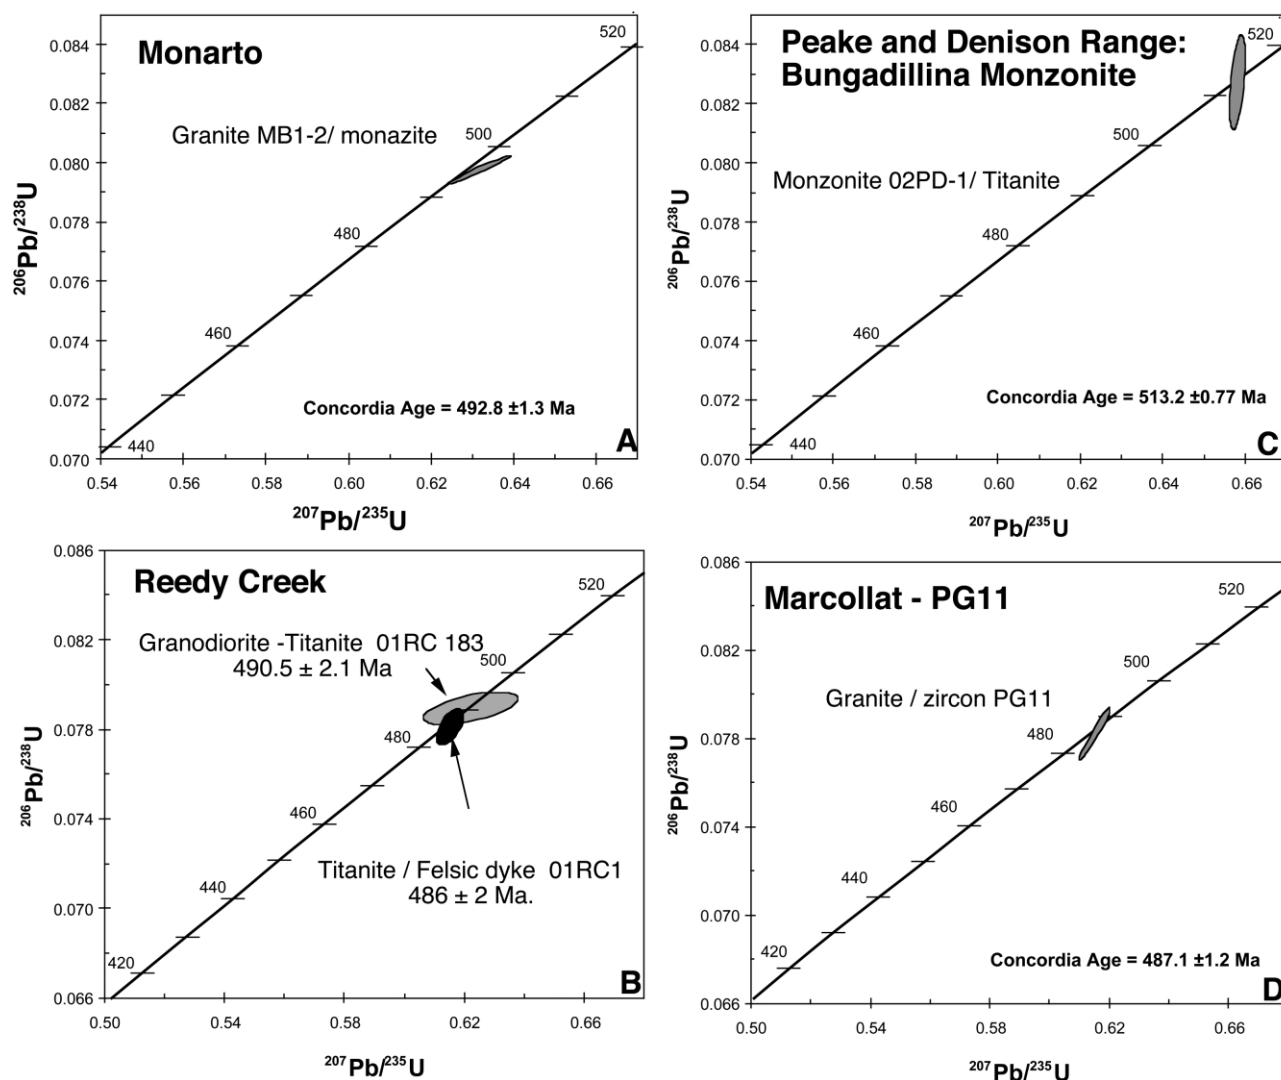 Monarto
Granite MB1-2/ monazite
Concordia Age = 492.8 ±1.3 Ma
A
520
500
480
460
440
0.084
0.082
0.080
0.078
0.076
0.074
0.072
0.070
0.54
0.56
0.58
0.60
0.62
0.64
0.66
206Pb/238U
207Pb/235U
Peake and Denison Range:
Bungadillina Monzonite
Monzonite 02PD-1/ Titanite
Concordia Age = 513.2 ±0.77 Ma
C
520
500
480
460
440
0.084
0.082
0.080
0.078
0.076
0.074
0.072
0.070
0.54
0.56
0.58
0.60
0.62
0.64
0.66
206Pb/238U
207Pb/235U
Reedy Creek
Granodiorite -Titanite 01RC 183
490.5 ± 2.1 Ma
Titanite / Felsic dyke 01RC1
486 ± 2 Ma.
B
520
500
480
460
440
420
0.086
0.082
0.078
0.074
0.070
0.066
0.50
0.54
0.58
0.62
0.66
206Pb/238U
207Pb/235U
Marcollat - PG11
Granite / zircon PG11
Concordia Age = 487.1 ±1.2 Ma
D
520
500
480
460
440
420
0.086
0.082
0.078
0.074
0.070
0.066
0.50
0.54
0.58
0.62
0.66
206Pb/238U
207Pb/235U